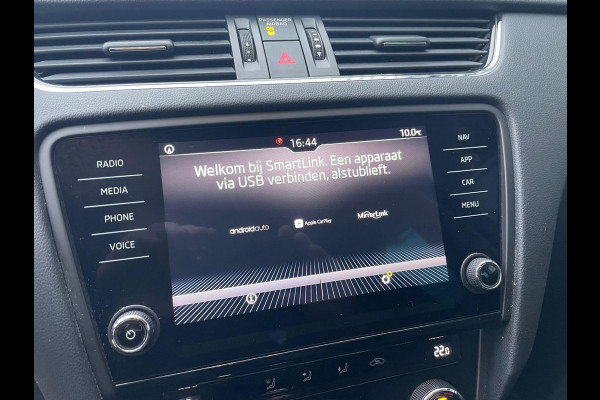 PASSENGER
AIRBAG
16:44
10.0°C
Welkom bij SmartLink. Een apparaat
via USB verbinden, alstublieft.
androidauto
Apple CarPlay
MirrorLink
RADIO
MEDIA
PHONE
VOICE
NAV
APP
CAR
MENU
22.0